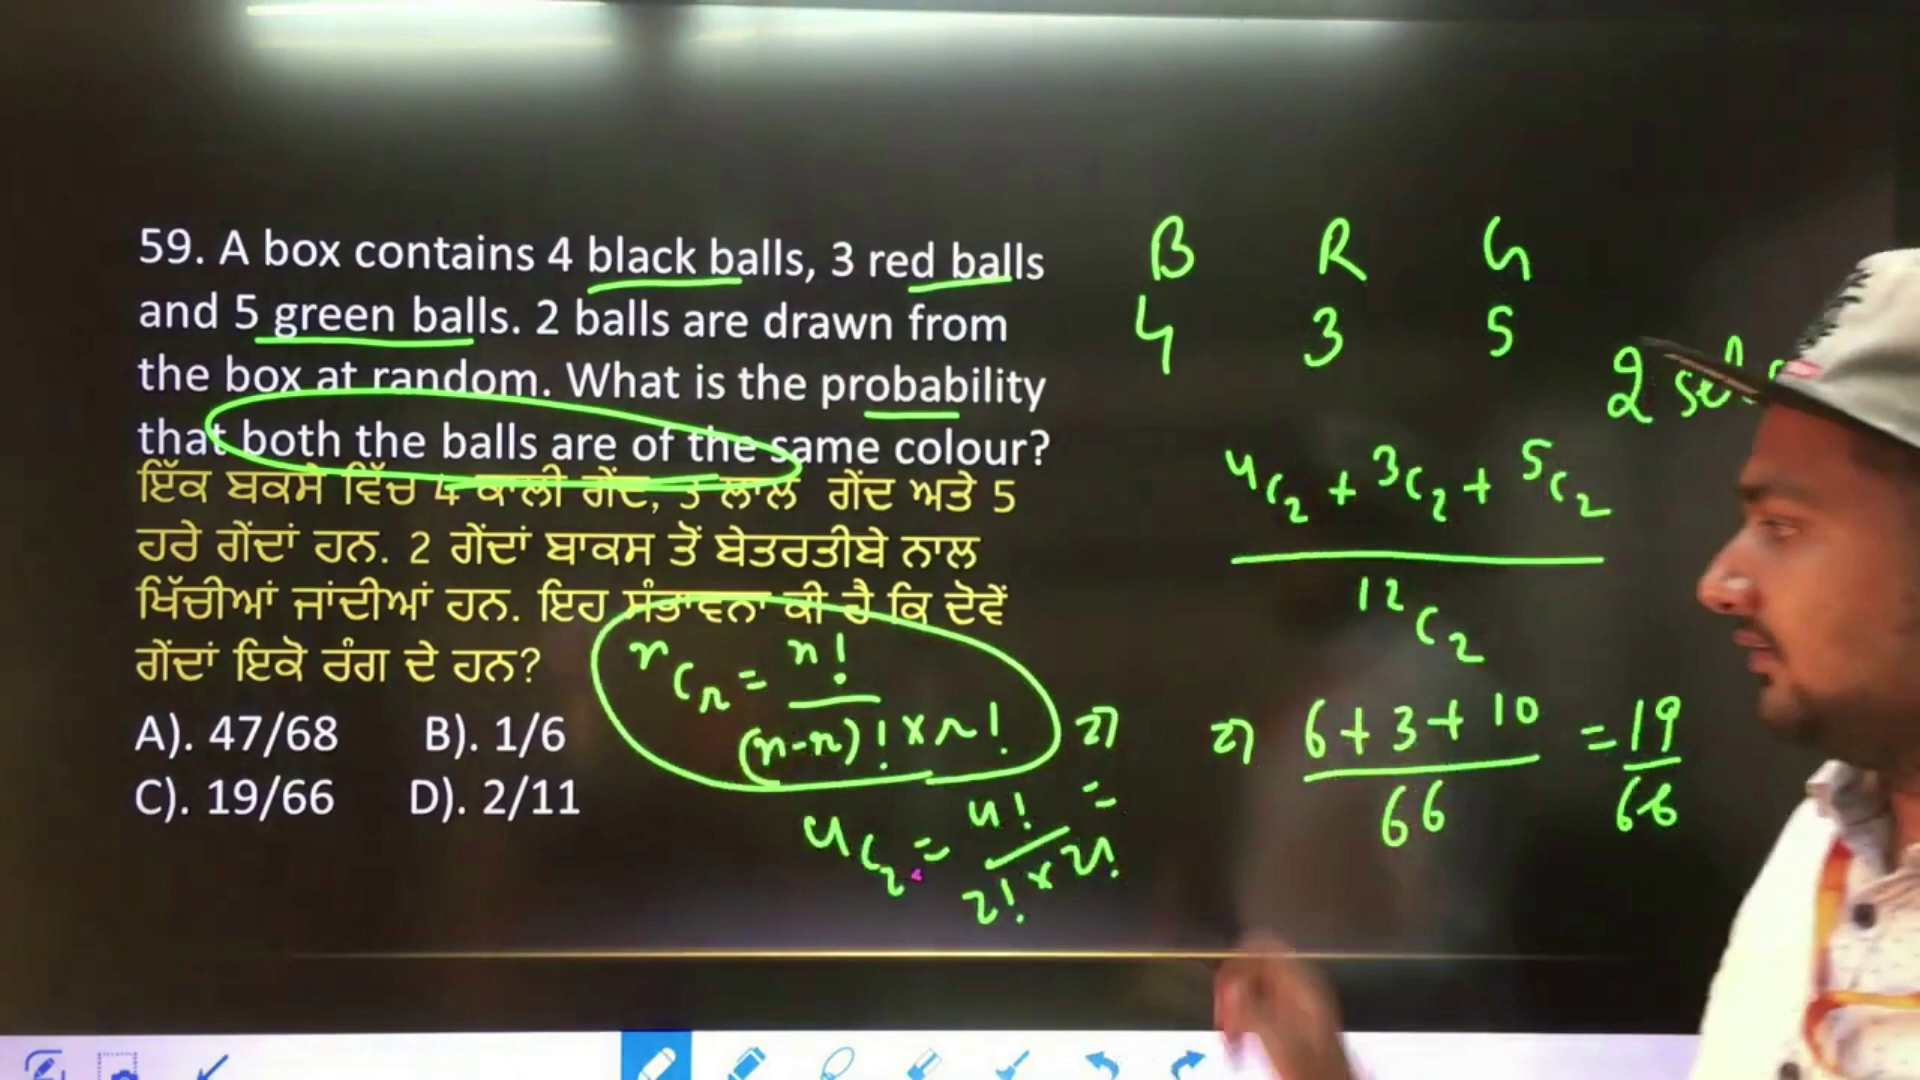 59. A box contains 4 black balls, 3 red balls
and 5 green balls. 2 balls are drawn from
the box at random. What is the probability
that both the balls are of the same colour?
ਇੱਕ ਬਕਸੇ ਵਿੱਚ 4 ਕਾਲੀ ਗੇਂਦ, 3 ਲਾਲ ਗੇਂਦ ਅਤੇ 5
ਹਰੇ ਗੇਂਦਾਂ ਹਨ. 2 ਗੇਂਦਾਂ ਬਾਕਸ ਤੋਂ ਬੇਤਰਤੀਬੇ ਨਾਲ
ਖਿੱਚੀਆਂ ਜਾਂਦੀਆਂ ਹਨ. ਇਹ ਸੰਭਾਵਨਾ ਕੀ ਹੈ ਕਿ ਦੋਵੇਂ
ਗੇਂਦਾਂ ਇਕੋ ਰੰਗ ਦੇ ਹਨ?
A). 47/68 B). 1/6
C). 19/66 D). 2/11
nCr = n!
(n-r)! × r!
4C2 = 4!
2! × 2!
B R G
4 3 5
2
4C2 + 3C2 + 5C2
12C2
6+3+10 = 19
66 66